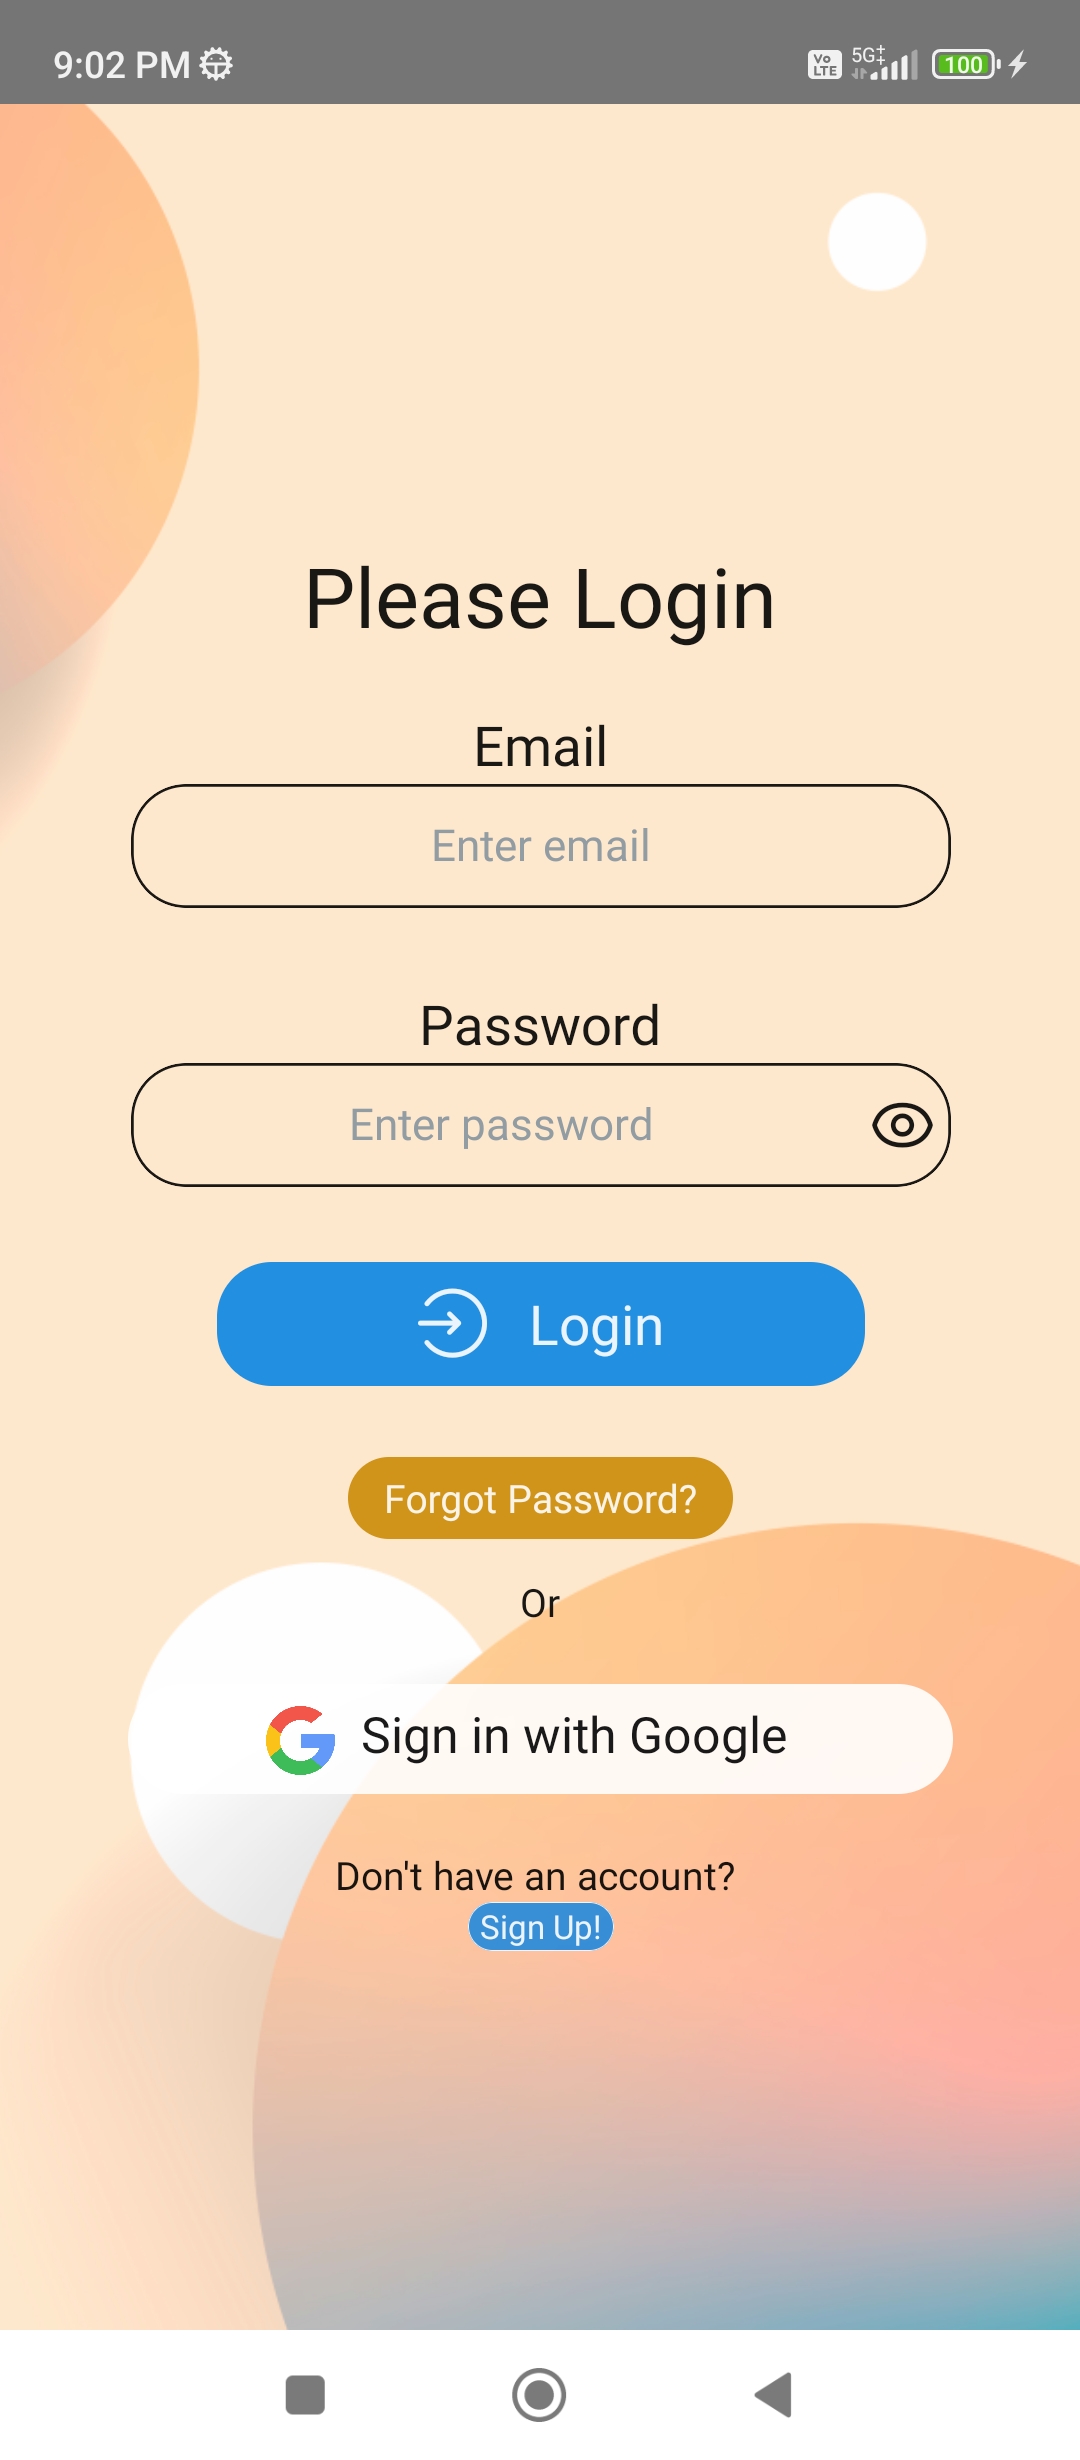 9:02 PM
Vo LTE 5G++ 100
Please Login
Email
Enter email
Password
Enter password
Login
Forgot Password?
Or
Sign in with Google
Don't have an account?
Sign Up!